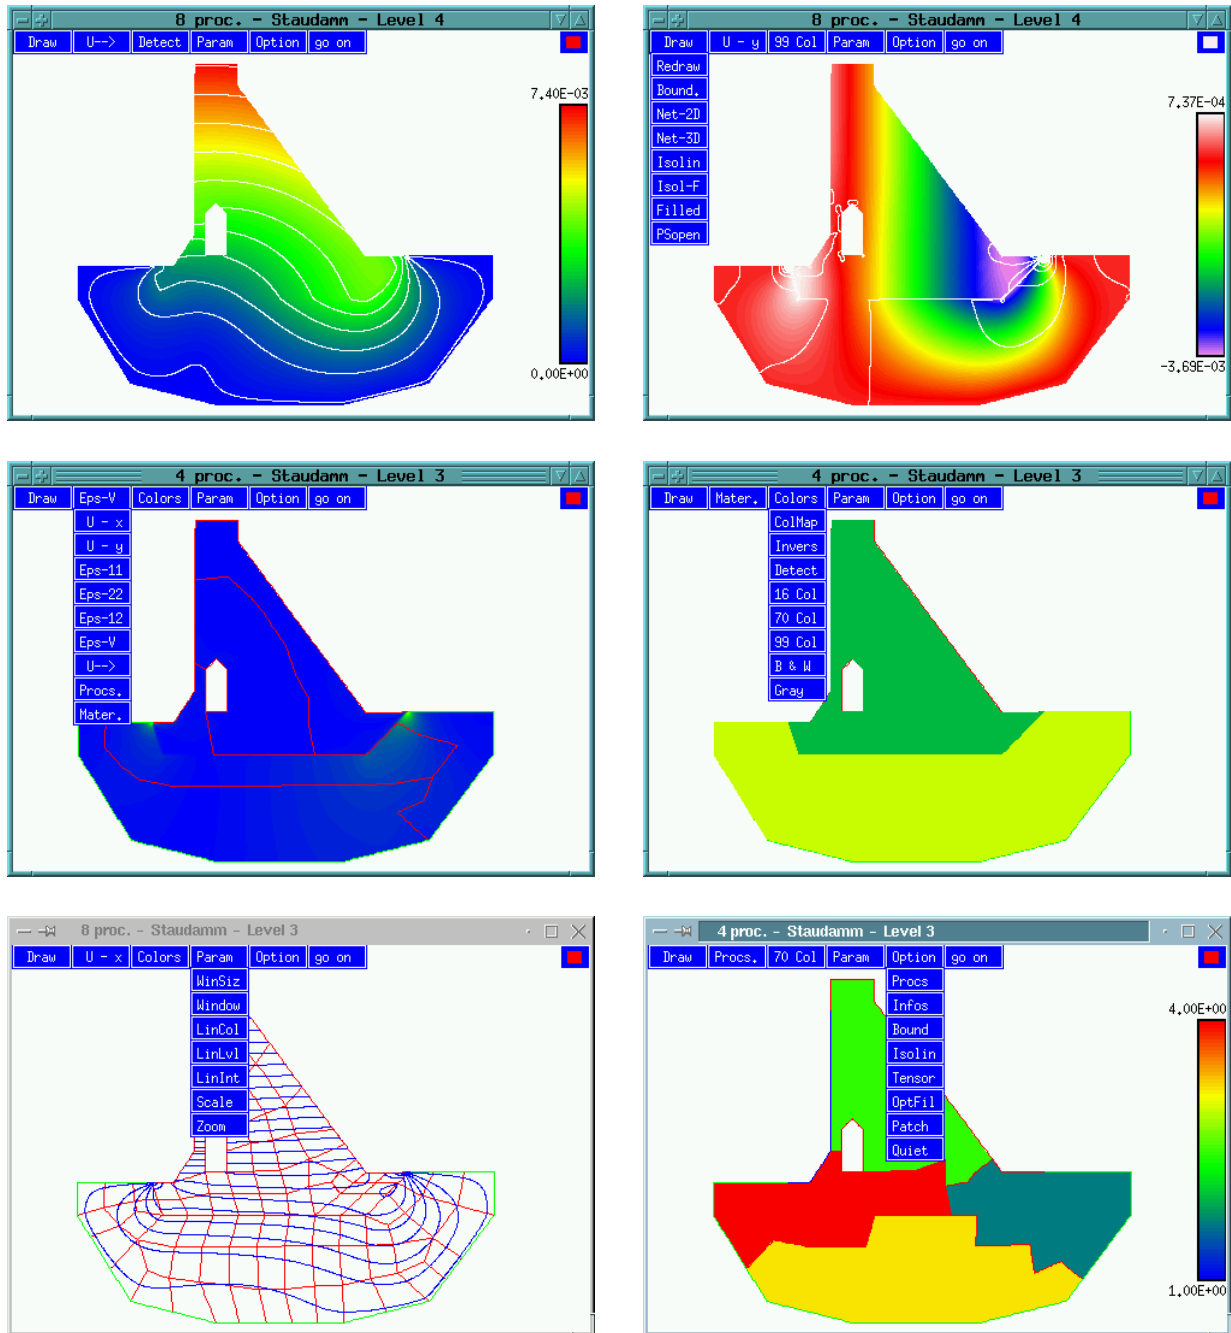 8 proc. - Staudamm - Level 4
Draw U--> Detect Param Option go on
7.40E-03
0.00E+00
8 proc. - Staudamm - Level 4
Draw U - y 99 Col Param Option go on
Redraw
Bound.
Net-2D
Net-3D
Isolin
Isol-F
Filled
PSopen
7.37E-04
-3.69E-03
4 proc. - Staudamm - Level 3
Draw Eps-V Colors Param Option go on
U - x
U - y
Eps-11
Eps-22
Eps-12
Eps-V
U-->
Procs.
Mater.
4 proc. - Staudamm - Level 3
Draw Mater. Colors Param Option go on
ColMap
Invers
Detect
16 Col
70 Col
99 Col
B & W
Gray
8 proc. - Staudamm - Level 3
Draw U - x Colors Param Option go on
WinSiz
Window
LinCol
LinLvl
LinInt
Scale
Zoom
4 proc. - Staudamm - Level 3
Draw Procs. 70 Col Param Option go on
Procs
Infos
Bound
Isolin
Tensor
OptFil
Patch
Quiet
4.00E+00
1.00E+00